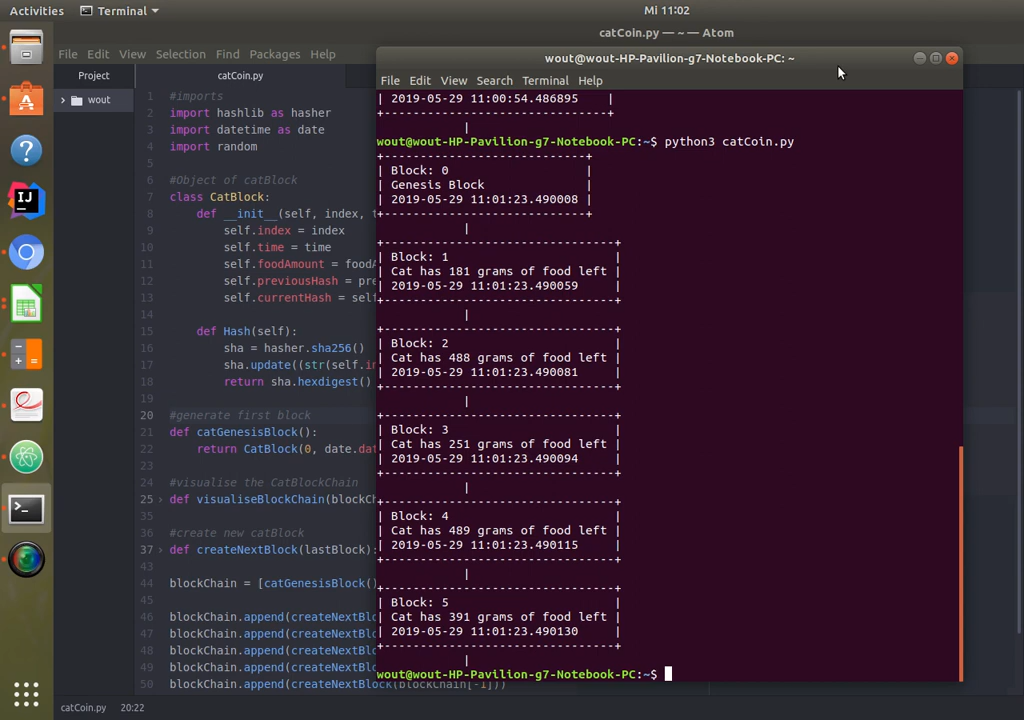 Activities Terminal Mi 11:02
catCoin.py — ~ — Atom
File Edit View Selection Find Packages Help
Project catCoin.py
wout
1 #imports
2 import hashlib as hasher
3 import datetime as date
4 import random
5
6 #Object of catBlock
7 class CatBlock:
8 def __init__(self, index, t
9 self.index = index
10 self.time = time
11 self.foodAmount = foodA
12 self.previousHash = pre
13 self.currentHash = self
14
15 def Hash(self):
16 sha = hasher.sha256()
17 sha.update((str(self.in
18 return sha.hexdigest()
19
20 #generate first block
21 def catGenesisBlock():
22 return CatBlock(0, date.dat
23
24 #visualise the CatBlockChain
25 › def visualiseBlockChain(blockCh
35
36 #create new catBlock
37 › def createNextBlock(lastBlock):
43
44 blockChain = [catGenesisBlock()
45
46 blockChain.append(createNextBlo
47 blockChain.append(createNextBlo
48 blockChain.append(createNextBlo
49 blockChain.append(createNextBlo
50 blockChain.append(createNextBlock(blockChain[-1]))
catCoin.py 20:22
wout@wout-HP-Pavilion-g7-Notebook-PC: ~
File Edit View Search Terminal Help
| 2019-05-29 11:00:54.486895 |
+-------------------------------+
|
wout@wout-HP-Pavilion-g7-Notebook-PC:~$ python3 catCoin.py
+----------------------------+
| Block: 0 |
| Genesis Block |
| 2019-05-29 11:01:23.490008 |
+----------------------------+
|
+--------------------------------+
| Block: 1 |
| Cat has 181 grams of food left |
| 2019-05-29 11:01:23.490059 |
+--------------------------------+
|
+--------------------------------+
| Block: 2 |
| Cat has 488 grams of food left |
| 2019-05-29 11:01:23.490081 |
+--------------------------------+
|
+--------------------------------+
| Block: 3 |
| Cat has 251 grams of food left |
| 2019-05-29 11:01:23.490094 |
+--------------------------------+
|
+--------------------------------+
| Block: 4 |
| Cat has 489 grams of food left |
| 2019-05-29 11:01:23.490115 |
+--------------------------------+
|
+--------------------------------+
| Block: 5 |
| Cat has 391 grams of food left |
| 2019-05-29 11:01:23.490130 |
+--------------------------------+
|
wout@wout-HP-Pavilion-g7-Notebook-PC:~$